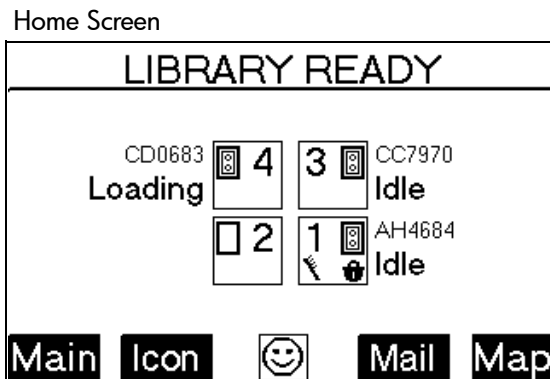 Home Screen
LIBRARY READY
CD0683 4 3 CC7970
Loading Idle
2 1 AH4684
Idle
Main Icon Mail Map